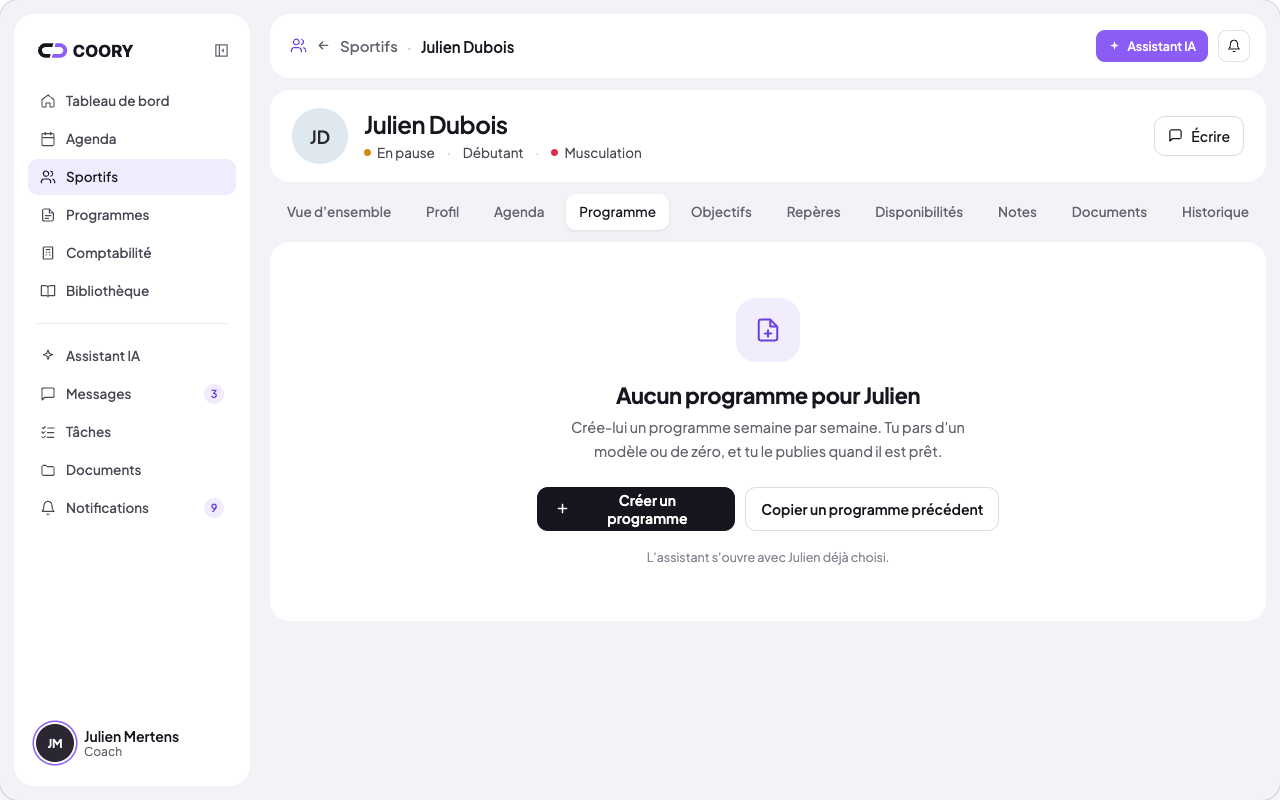 COORY
Tableau de bord
Agenda
Sportifs
Programmes
Comptabilité
Bibliothèque
Assistant IA
Messages 3
Tâches
Documents
Notifications 9
JM
Julien Mertens
Coach
Sportifs · Julien Dubois
Assistant IA
JD
Julien Dubois
En pause · Débutant · Musculation
Écrire
Vue d'ensemble Profil Agenda Programme Objectifs Repères Disponibilités Notes Documents Historique
Aucun programme pour Julien
Crée-lui un programme semaine par semaine. Tu pars d'un
modèle ou de zéro, et tu le publies quand il est prêt.
Créer un
programme
Copier un programme précédent
L'assistant s'ouvre avec Julien déjà choisi.